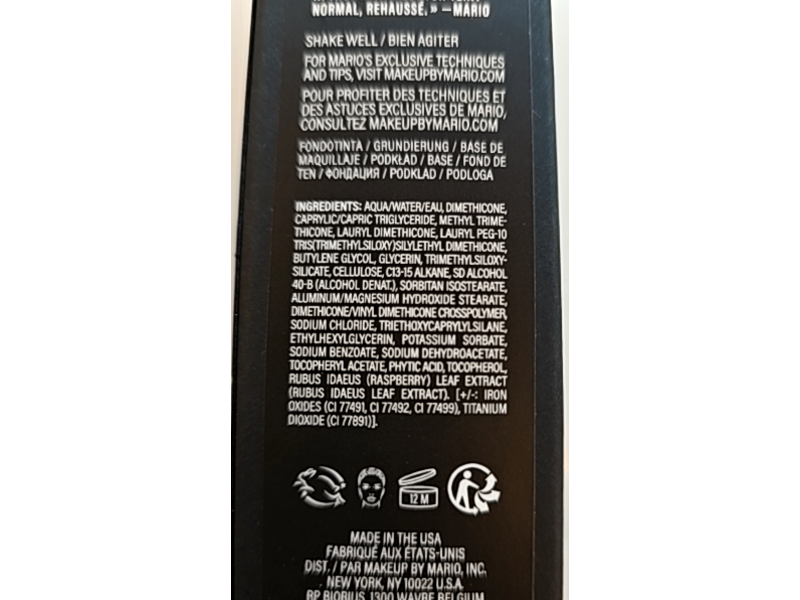 NORMAL, REHAUSSÉ. » —MARIO
SHAKE WELL / BIEN AGITER
FOR MARIO'S EXCLUSIVE TECHNIQUES
AND TIPS, VISIT MAKEUPBYMARIO.COM
POUR PROFITER DES TECHNIQUES ET
DES ASTUCES EXCLUSIVES DE MARIO,
CONSULTEZ MAKEUPBYMARIO.COM
FONDOTINTA / GRUNDIERUNG / BASE DE
MAQUILLAJE / PODKŁAD / BASE / FOND DE
TEN / ФОНДАЦИЯ / PODKLAD / PODLOGA
INGREDIENTS: AQUA/WATER/EAU, DIMETHICONE,
CAPRYLIC/CAPRIC TRIGLYCERIDE, METHYL TRIME-
THICONE, LAURYL DIMETHICONE, LAURYL PEG-10
TRIS(TRIMETHYLSILOXY)SILYLETHYL DIMETHICONE,
BUTYLENE GLYCOL, GLYCERIN, TRIMETHYLSILOXY-
SILICATE, CELLULOSE, C13-15 ALKANE, SD ALCOHOL
40-B (ALCOHOL DENAT.), SORBITAN ISOSTEARATE,
ALUMINUM/MAGNESIUM HYDROXIDE STEARATE,
DIMETHICONE/VINYL DIMETHICONE CROSSPOLYMER,
SODIUM CHLORIDE, TRIETHOXYCAPRYLYLSILANE,
ETHYLHEXYLGLYCERIN, POTASSIUM SORBATE,
SODIUM BENZOATE, SODIUM DEHYDROACETATE,
TOCOPHERYL ACETATE, PHYTIC ACID, TOCOPHEROL,
RUBUS IDAEUS (RASPBERRY) LEAF EXTRACT
(RUBUS IDAEUS LEAF EXTRACT). [+/-: IRON
OXIDES (CI 77491, CI 77492, CI 77499), TITANIUM
DIOXIDE (CI 77891)].
12 M
MADE IN THE USA
FABRIQUÉ AUX ÉTATS-UNIS
DIST. / PAR MAKEUP BY MARIO, INC.
NEW YORK, NY 10022 U.S.A.
RP BIORIUS, 1300 WAVRE BELGIUM